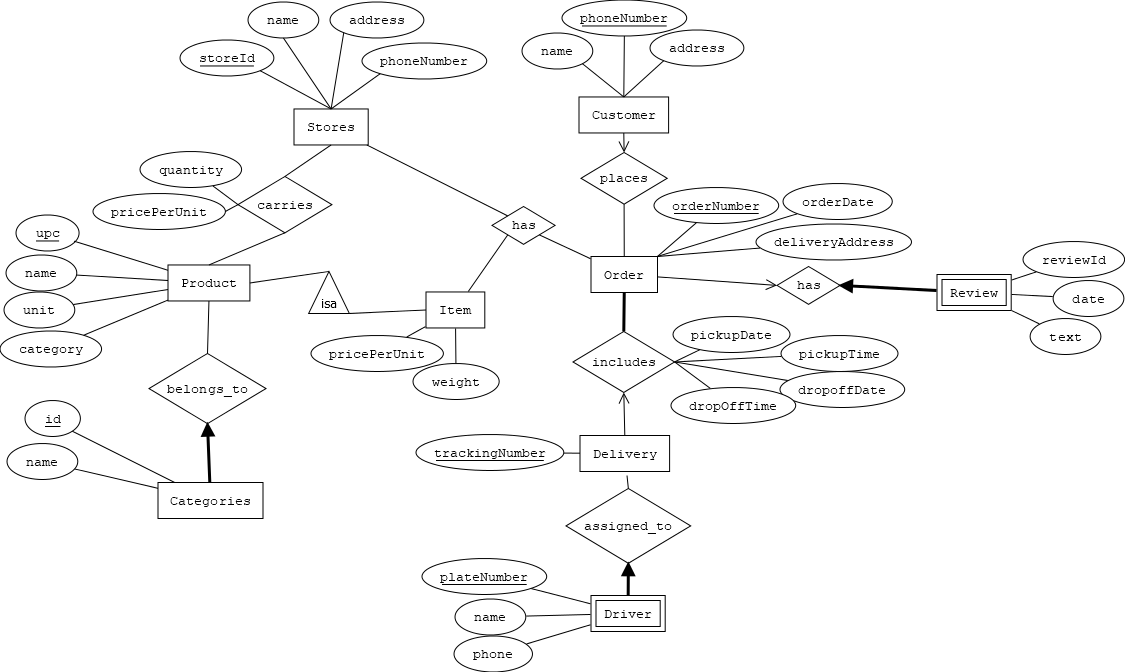 name
address
storeId
phoneNumber
Stores
phoneNumber
name
address
Customer
places
quantity
pricePerUnit
carries
has
orderNumber
orderDate
deliveryAddress
Order
has
reviewId
Review
date
text
upc
name
unit
category
Product
isa
Item
pricePerUnit
weight
belongs_to
id
name
Categories
includes
pickupDate
pickupTime
dropoffDate
dropOffTime
trackingNumber
Delivery
assigned_to
plateNumber
name
phone
Driver